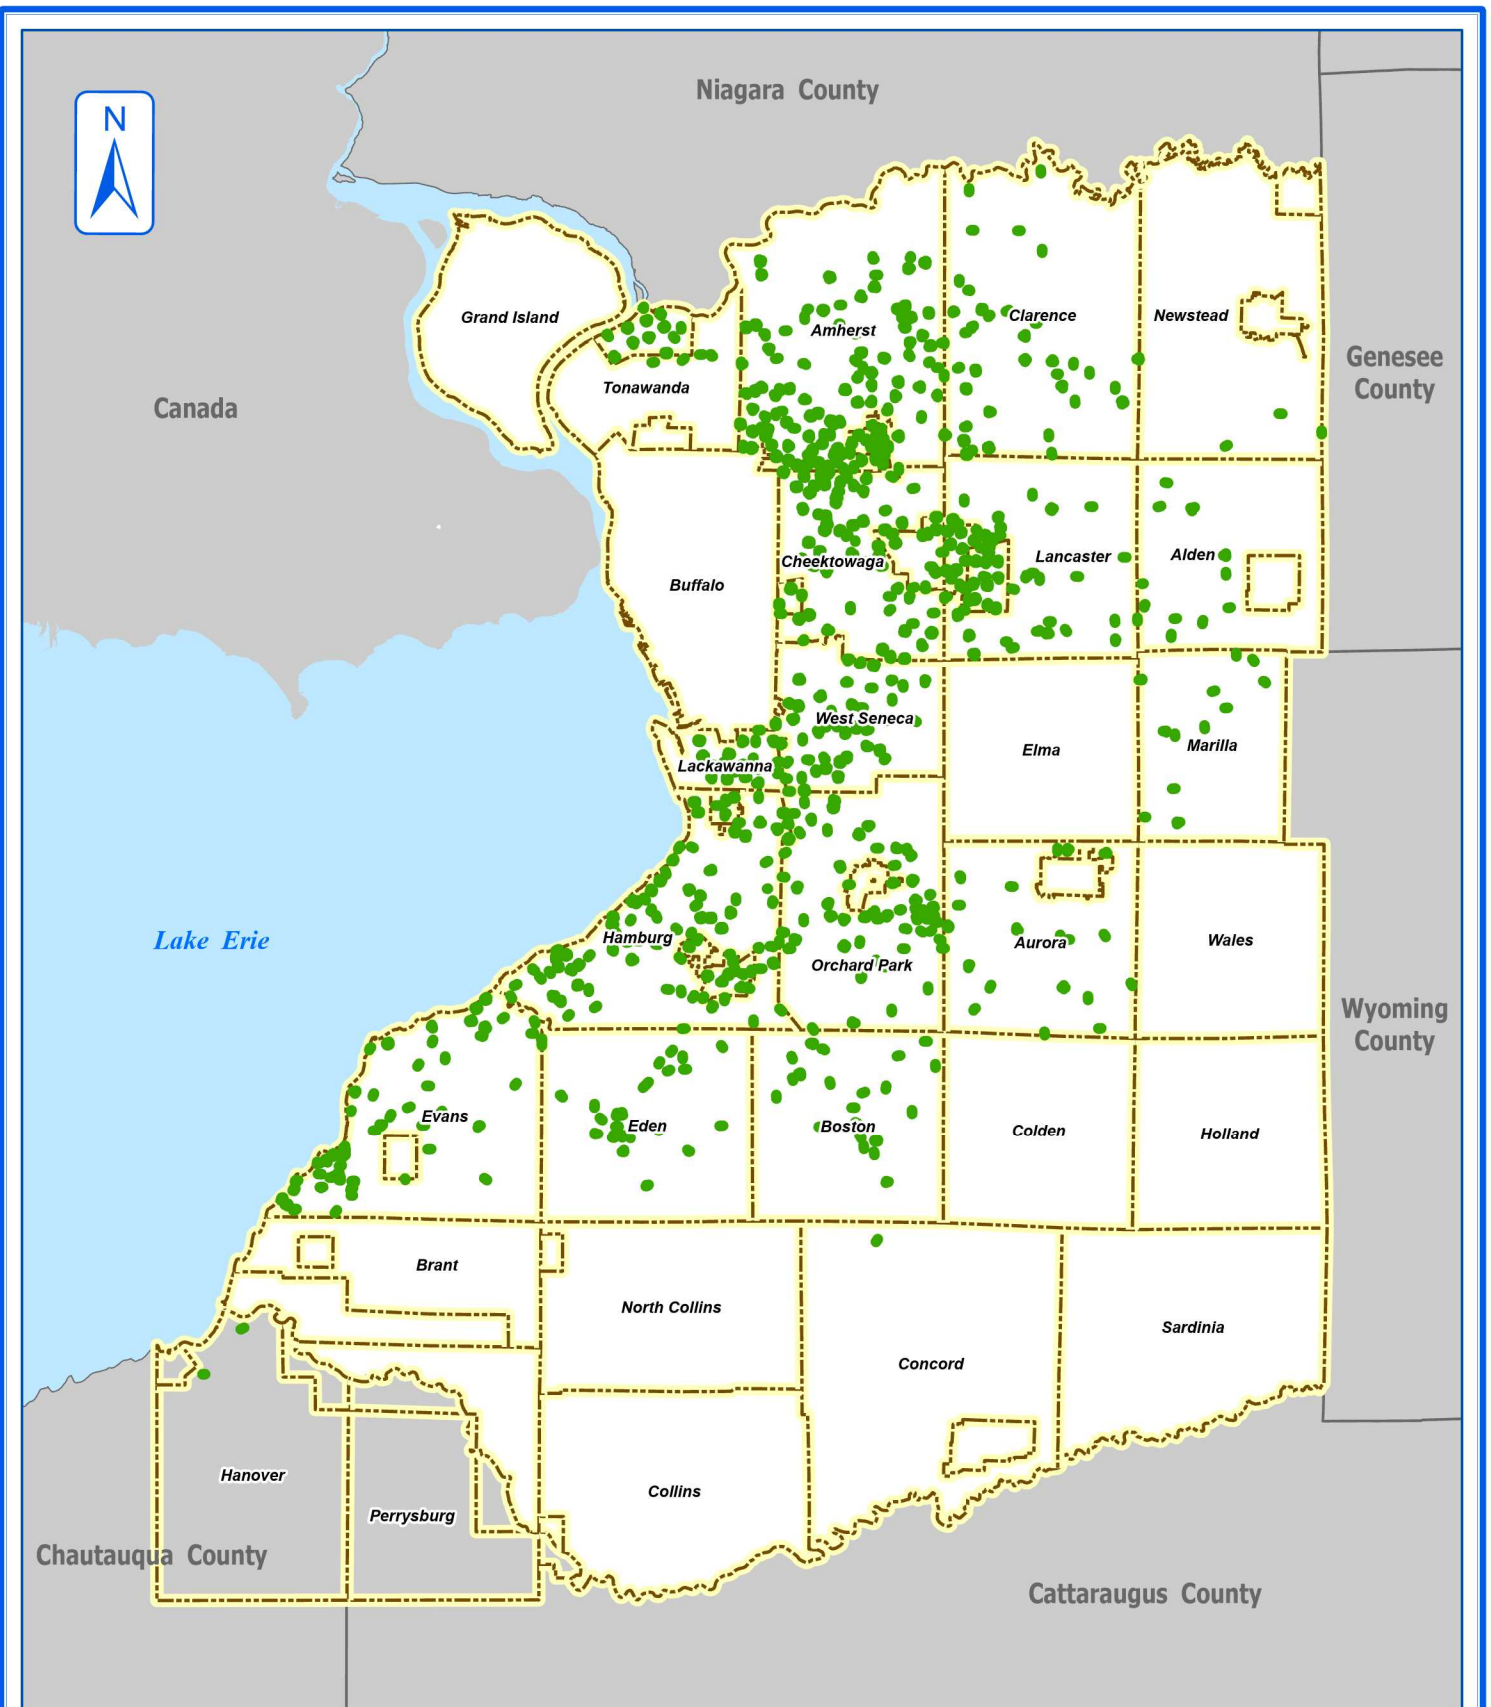 Niagara County
N
Grand Island
Clarence
Newstead
Amherst
Genesee
County
Tonawanda
Canada
Lancaster
Alden
Cheektowaga
Buffalo
West Seneca
Marilla
Elma
Lackawanna
Hamburg
Lake Erie
Wales
Aurora
Orchard Park
Wyoming
County
Evans
Eden
Boston
Colden
Holland
Brant
North Collins
Sardinia
Concord
Hanover
Collins
Perrysburg
Chautauqua County
Cattaraugus County